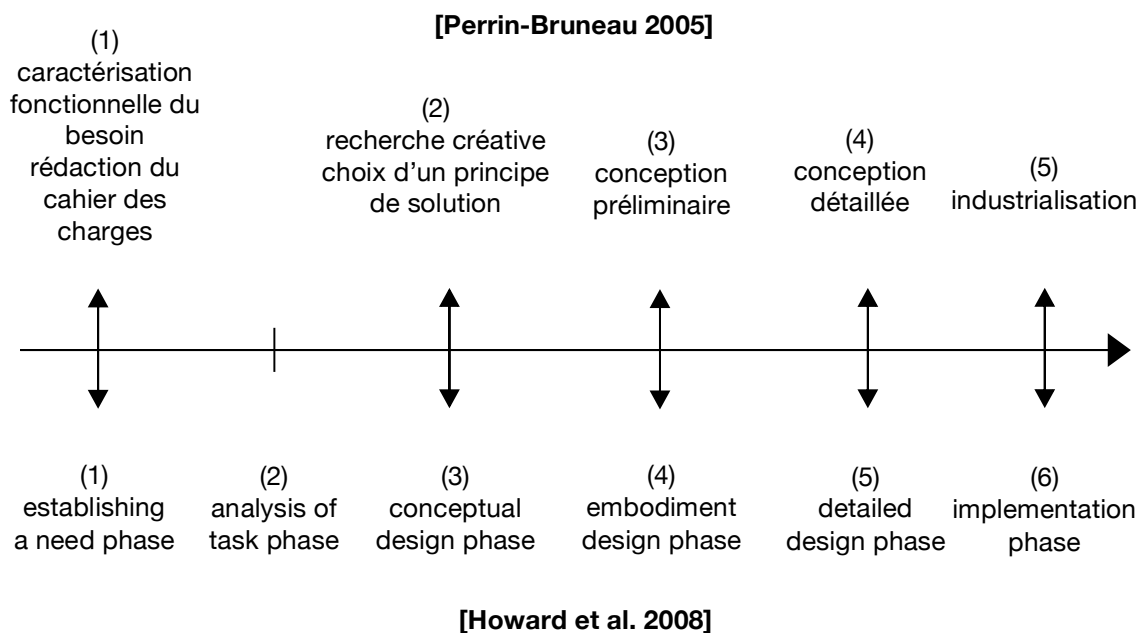 [Perrin-Bruneau 2005]
(1)
caractérisation
fonctionnelle du
besoin
rédaction du
cahier des
charges
(2)
recherche créative
choix d’un principe
de solution
(3)
conception
préliminaire
(4)
conception
détaillée
(5)
industrialisation
(1)
establishing
a need phase
(2)
analysis of
task phase
(3)
conceptual
design phase
(4)
embodiment
design phase
(5)
detailed
design phase
(6)
implementation
phase
[Howard et al. 2008]